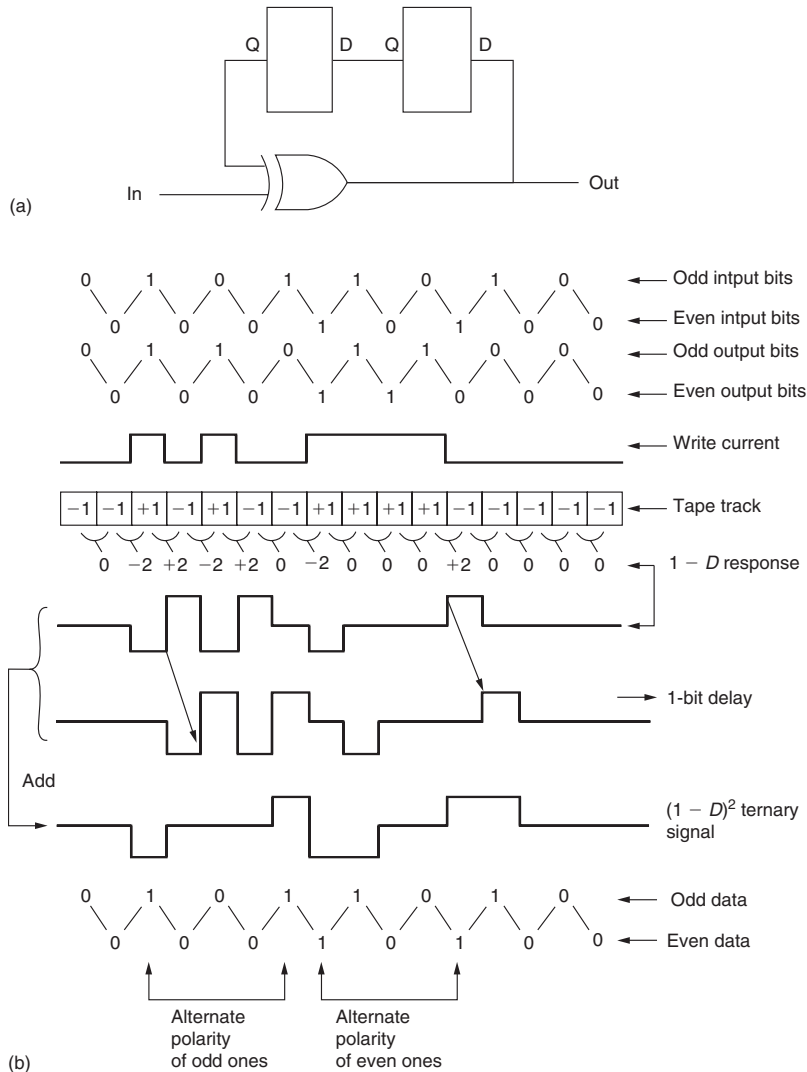 Q D Q D
In
Out
(a)
0 1 0 1 1 0 1 0
Odd intput bits
0 0 0 1 0 1 0 0
Even intput bits
0 1 1 0 1 1 0 0
Odd output bits
0 0 0 1 1 0 0 0
Even output bits
Write current
−1 −1 +1 −1 +1 −1 −1 +1 +1 +1 +1 −1 −1 −1 −1 −1
Tape track
0 −2 +2 −2 +2 0 −2 0 0 0 +2 0 0 0 0
1 − D response
1-bit delay
Add
(1 − D)² ternary
signal
0 1 0 1 1 0 1 0
Odd data
0 0 0 1 0 1 0 0
Even data
Alternate
polarity
of odd ones
Alternate
polarity
of even ones
(b)